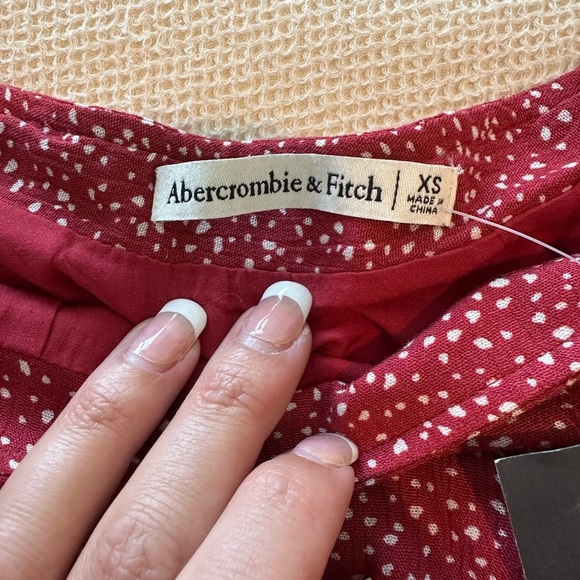 Abercrombie & Fitch | XS
MADE IN
CHINA